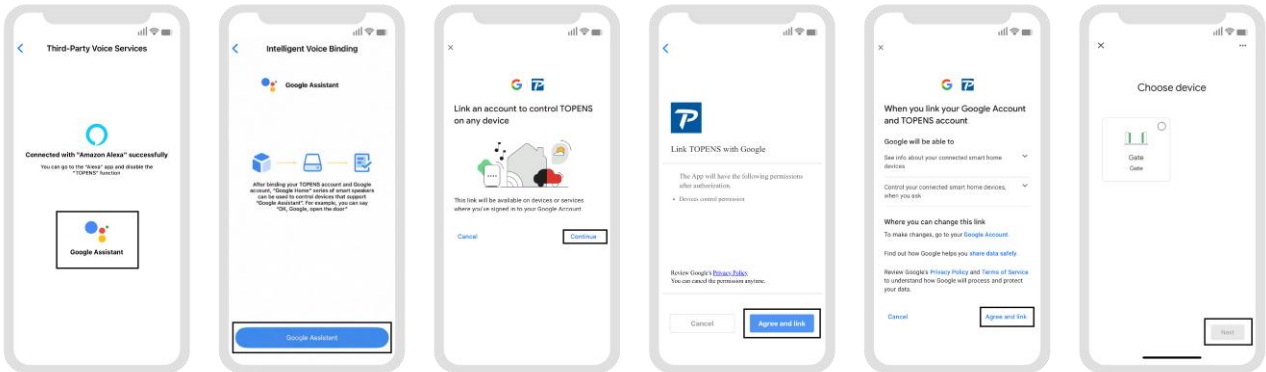 Third-Party Voice Services
Connected with "Amazon Alexa" successfully
You can go to the "Alexa" app and disable the
"TOPENS" function
Google Assistant
Intelligent Voice Binding
Google Assistant
After binding your TOPENS account and Google
account, "Google Home" series of smart speakers
can be used to control devices that support
"Google Assistant". For example, you can say
"OK, Google, open the door"
Google Assistant
Link an account to control TOPENS
on any device
This link will be available on devices or services
where you've signed in to your Google Account
Cancel
Continue
Link TOPENS with Google
The App will have the following permissions
after authorization:
• Devices control permission
Review Google's Privacy Policy
You can cancel the permission anytime.
Cancel
Agree and link
When you link your Google Account
and TOPENS account
Google will be able to
See info about your connected smart home
devices
Control your connected smart home devices,
when you ask
Where you can change this link
To make changes, go to your Google Account.
Find out how Google helps you share data safely.
Review Google's Privacy Policy and Terms of Service
to understand how Google will process and protect
your data.
Cancel
Agree and link
Choose device
Gate
Gate
Next